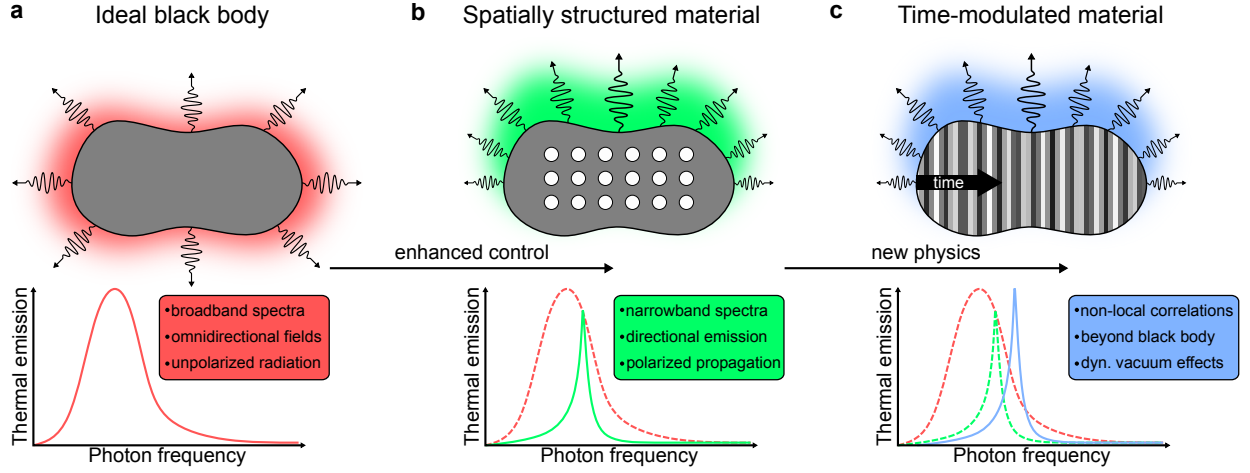 a Ideal black body
b Spatially structured material
c Time-modulated material
time
enhanced control
new physics
Thermal emission
•broadband spectra
•omnidirectional fields
•unpolarized radiation
Photon frequency
Thermal emission
•narrowband spectra
•directional emission
•polarized propagation
Photon frequency
Thermal emission
•non-local correlations
•beyond black body
•dyn. vacuum effects
Photon frequency